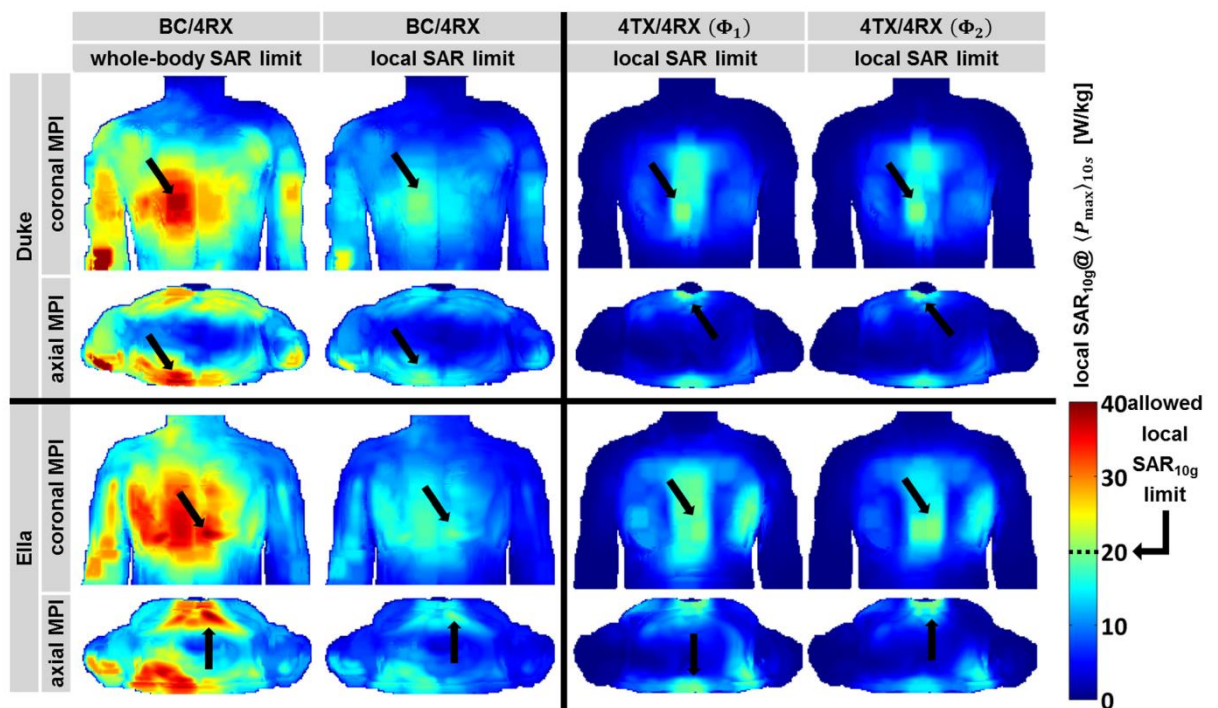 BC/4RX
BC/4RX
4TX/4RX (Φ₁)
4TX/4RX (Φ₂)
whole-body SAR limit
local SAR limit
local SAR limit
local SAR limit
Duke
coronal MPI
axial MPI
Ella
coronal MPI
axial MPI
local SAR₁₀g@ ⟨Pmax⟩₁₀s [W/kg]
40
30
20
10
0
allowed
local
SAR₁₀g
limit